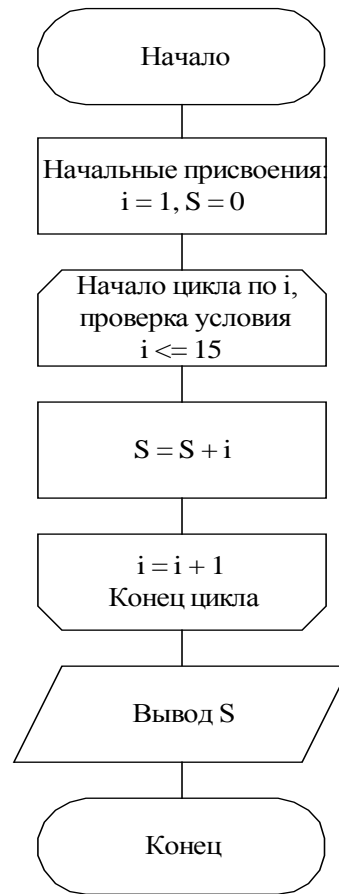 Начало
Начальные присвоения:
i = 1, S = 0
Начало цикла по i,
проверка условия
i <= 15
S = S + i
i = i + 1
Конец цикла
Вывод S
Конец